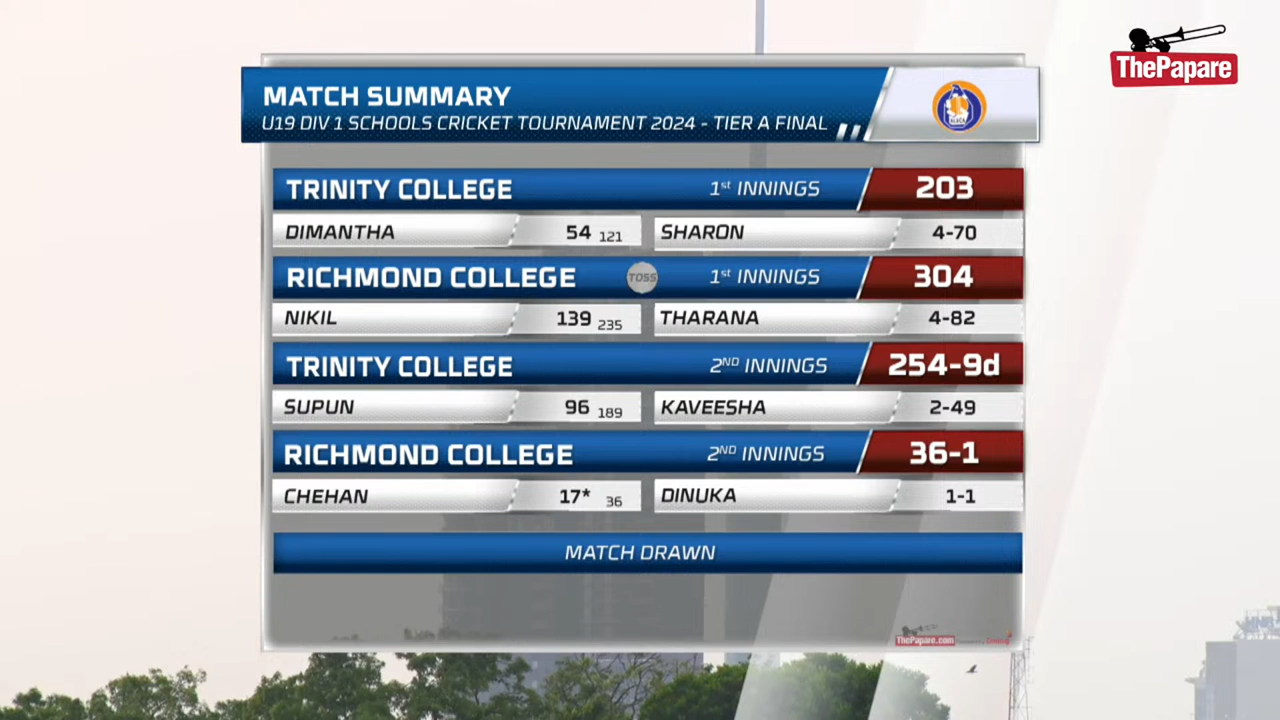 ThePapare
MATCH SUMMARY
U19 DIV 1 SCHOOLS CRICKET TOURNAMENT 2024 - TIER A FINAL
TRINITY COLLEGE 1st INNINGS 203
DIMANTHA 54 121 SHARON 4-70
RICHMOND COLLEGE TOSS 1st INNINGS 304
NIKIL 139 235 THARANA 4-82
TRINITY COLLEGE 2ND INNINGS 254-9d
SUPUN 96 189 KAVEESHA 2-49
RICHMOND COLLEGE 2ND INNINGS 36-1
CHEHAN 17* 36 DINUKA 1-1
MATCH DRAWN
ThePapare.com